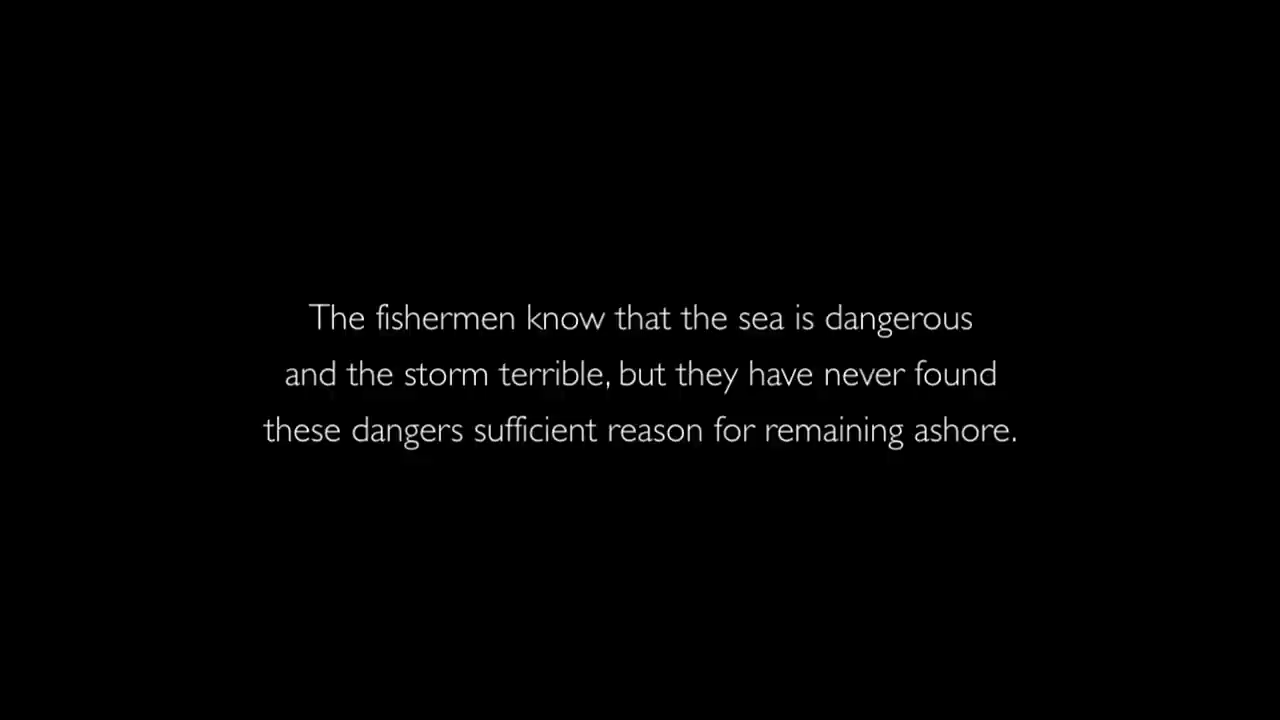 The fishermen know that the sea is dangerous
and the storm terrible, but they have never found
these dangers sufficient reason for remaining ashore.